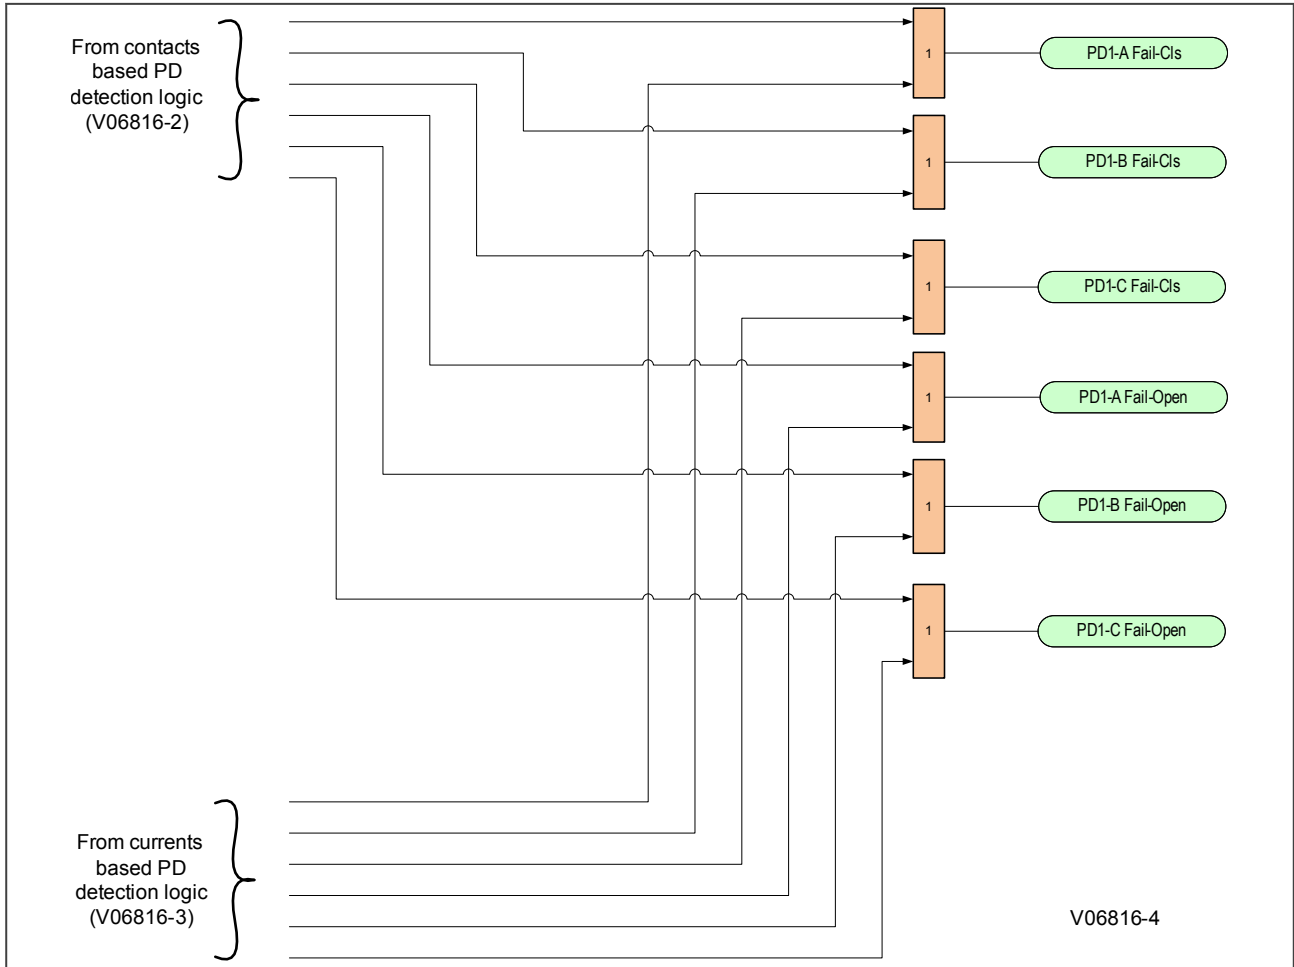 From contacts
based PD
detection logic
(V06816-2)
1
PD1-A Fail-Cls
1
PD1-B Fail-Cls
1
PD1-C Fail-Cls
1
PD1-A Fail-Open
1
PD1-B Fail-Open
1
PD1-C Fail-Open
From currents
based PD
detection logic
(V06816-3)
V06816-4